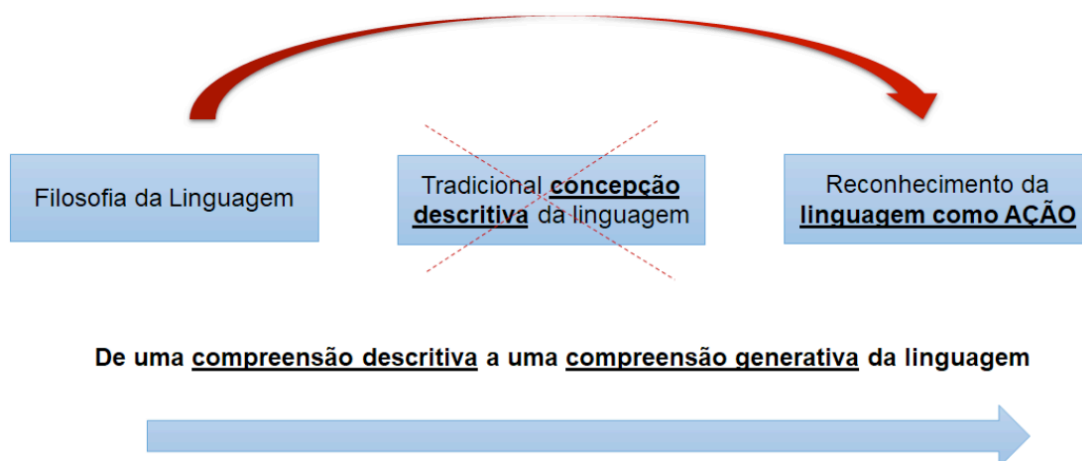 Filosofia da Linguagem
Tradicional concepção
descritiva da linguagem
Reconhecimento da
linguagem como AÇÃO
De uma compreensão descritiva a uma compreensão generativa da linguagem